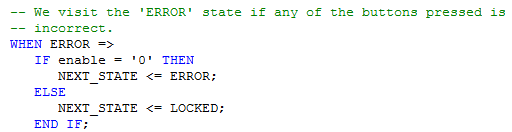 -- We visit the 'ERROR' state if any of the buttons pressed is
-- incorrect.
WHEN ERROR =>
IF enable = '0' THEN
NEXT_STATE <= ERROR;
ELSE
NEXT_STATE <= LOCKED;
END IF;